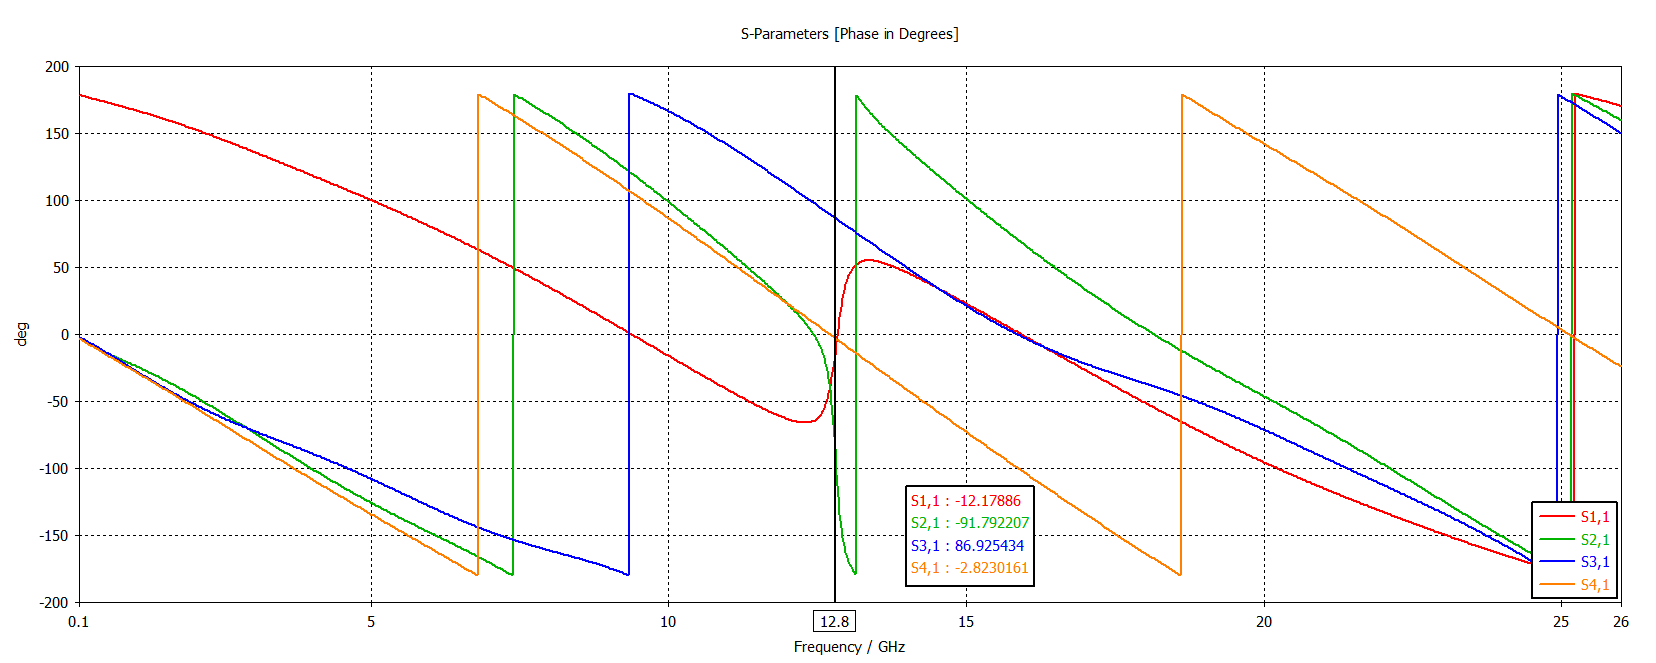 S-Parameters [Phase in Degrees]
200
150
100
50
0
-50
-100
-150
-200
deg
S1,1 : -12.17886
S2,1 : -91.792207
S3,1 : 86.925434
S4,1 : -2.8230161
S1,1
S2,1
S3,1
S4,1
0.1 5 10 12.8 15 20 25 26
Frequency / GHz